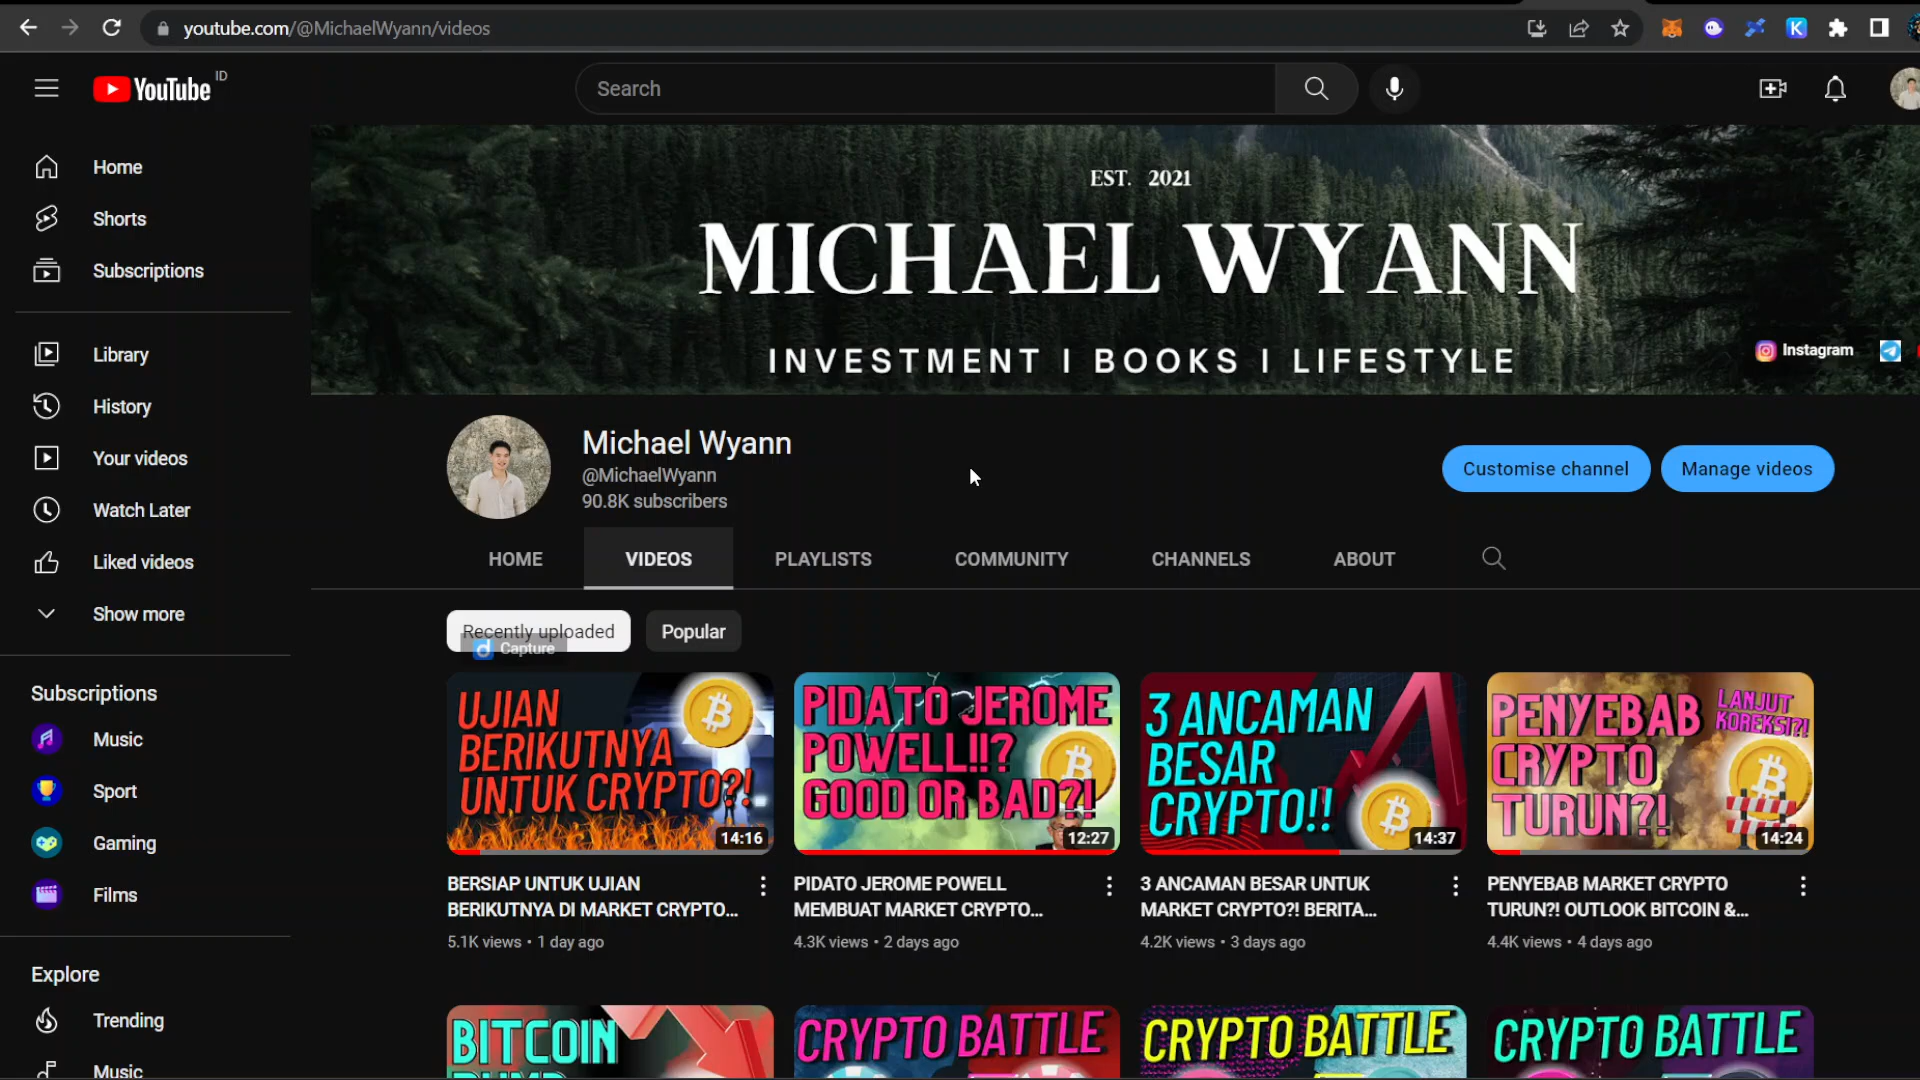 youtube.com/@MichaelWyann/videos
YouTube ID
Search
Home
Shorts
Subscriptions
Library
History
Your videos
Watch Later
Liked videos
Show more
Subscriptions
Music
Sport
Gaming
Films
Explore
Trending
Music
EST. 2021
MICHAEL WYANN
INVESTMENT | BOOKS | LIFESTYLE
Instagram
Michael Wyann
@MichaelWyann
90.8K subscribers
Customise channel
Manage videos
HOME
VIDEOS
PLAYLISTS
COMMUNITY
CHANNELS
ABOUT
Recently uploaded
Popular
Capture
UJIAN
BERIKUTNYA
UNTUK CRYPTO?!
14:16
BERSIAP UNTUK UJIAN
BERIKUTNYA DI MARKET CRYPTO...
5.1K views • 1 day ago
PIDATO JEROME
POWELL!!?
GOOD OR BAD?!
12:27
PIDATO JEROME POWELL
MEMBUAT MARKET CRYPTO...
4.3K views • 2 days ago
3 ANCAMAN
BESAR
CRYPTO!!
14:37
3 ANCAMAN BESAR UNTUK
MARKET CRYPTO?! BERITA...
4.2K views • 3 days ago
PENYEBAB
CRYPTO
TURUN?!
LANJUT
KOREKSI?!
14:24
PENYEBAB MARKET CRYPTO
TURUN?! OUTLOOK BITCOIN &...
4.4K views • 4 days ago
BITCOIN
CRYPTO BATTLE
CRYPTO BATTLE
CRYPTO BATTLE